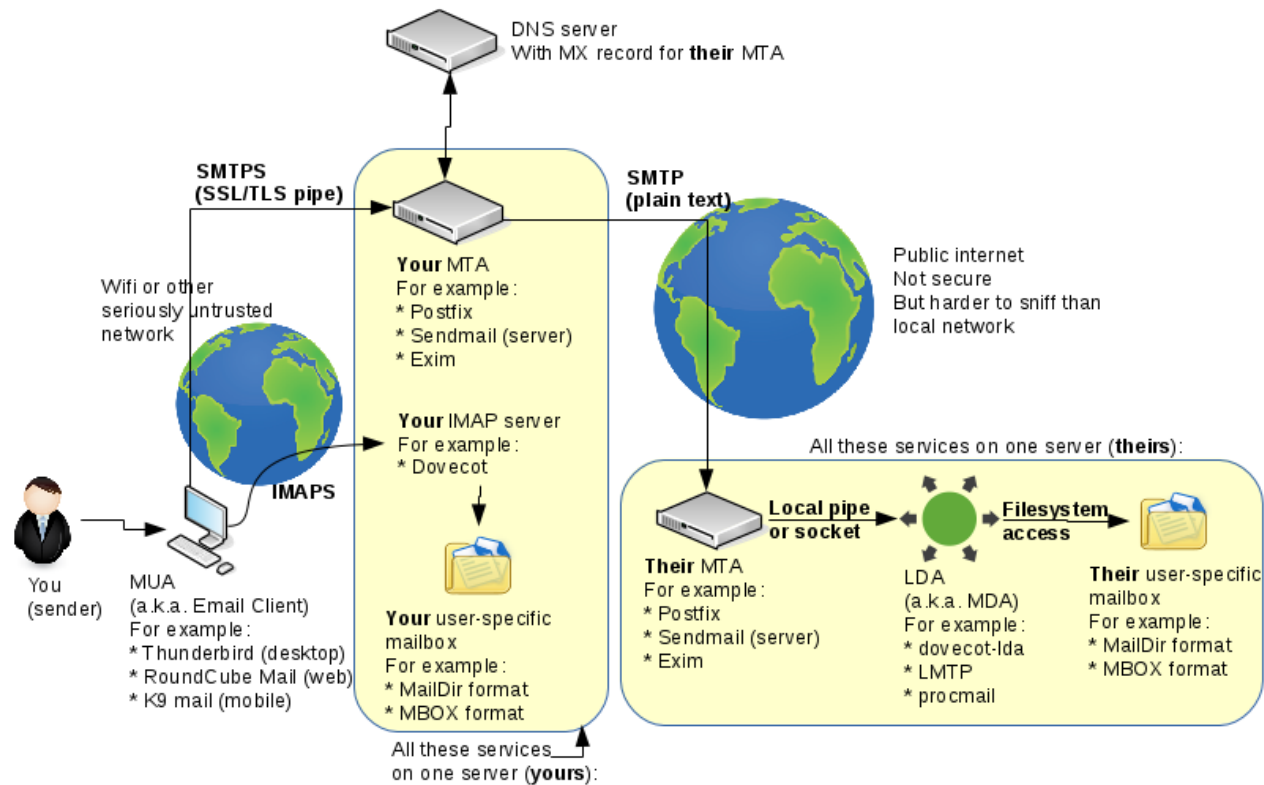 DNS server
With MX record for their MTA
SMTPS
(SSL/TLS pipe)
SMTP
(plain text)
Your MTA
For example:
* Postfix
* Sendmail (server)
* Exim
Wifi or other
seriously untrusted
network
Public internet
Not secure
But harder to sniff than
local network
Your IMAP server
For example:
* Dovecot
IMAPS
All these services on one server (theirs):
You
(sender)
MUA
(a.k.a. Email Client)
For example:
* Thunderbird (desktop)
* RoundCube Mail (web)
* K9 mail (mobile)
Your user-specific
mailbox
For example:
* MailDir format
* MBOX format
All these services
on one server (yours):
Local pipe
or socket
Filesystem
access
Their MTA
For example:
* Postfix
* Sendmail (server)
* Exim
LDA
(a.k.a. MDA)
For example:
* dovecot-lda
* LMTP
* procmail
Their user-specific
mailbox
For example:
* MailDir format
* MBOX format